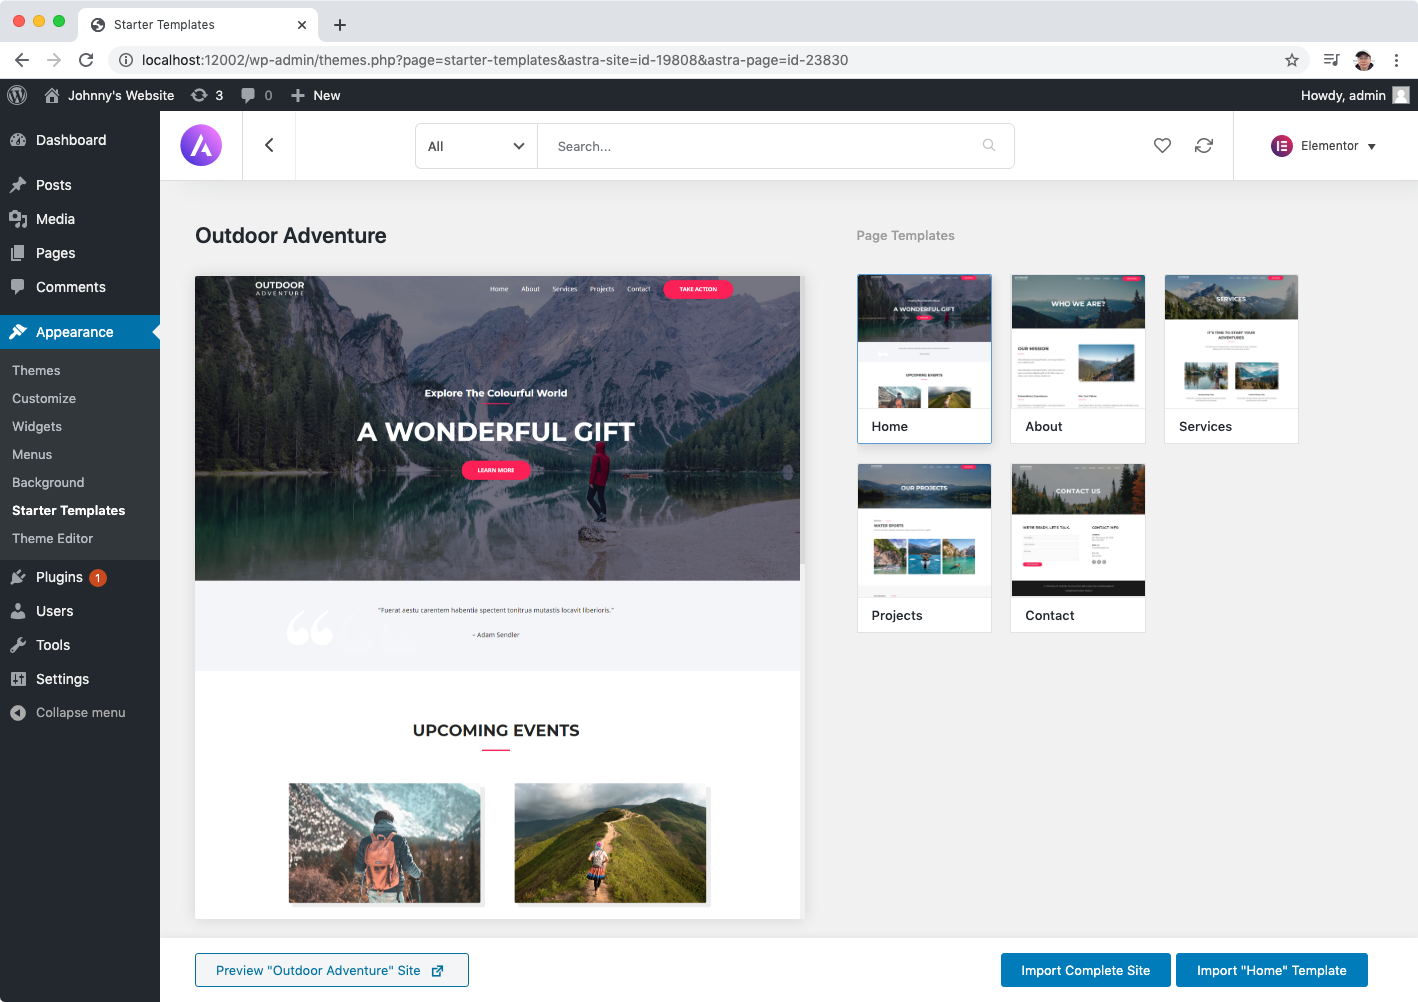 Starter Templates
localhost:12002/wp-admin/themes.php?page=starter-templates&astra-site=id-19808&astra-page=id-23830
Johnny's Website 3 0 New
Howdy, admin
Dashboard
Posts
Media
Pages
Comments
Appearance
Themes
Customize
Widgets
Menus
Background
Starter Templates
Theme Editor
Plugins 1
Users
Tools
Settings
Collapse menu
All
Search...
Elementor
Outdoor Adventure
OUTDOOR
ADVENTURE
Home About Services Projects Contact TAKE ACTION
Explore The Colourful World
A WONDERFUL GIFT
LEARN MORE
"Fuerat aestu carentem habentia spectent tonitrua mutastis locavit liberioris."
– Adam Sendler
UPCOMING EVENTS
Page Templates
A WONDERFUL GIFT
UPCOMING EVENTS
Home
WHO WE ARE?
OUR MISSION
About
SERVICES
IT'S TIME TO START YOUR
ADVENTURES
Services
OUR PROJECTS
WATER SPORTS
Projects
CONTACT US
WE'RE READY, LET'S TALK.
CONTACT INFO
Contact
Preview "Outdoor Adventure" Site
Import Complete Site
Import "Home" Template